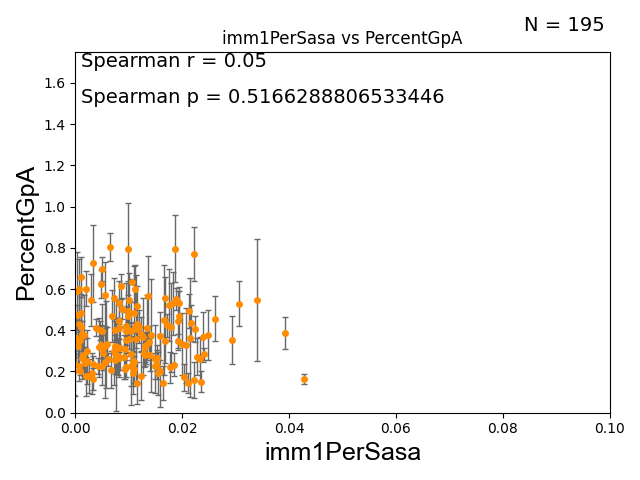 N = 195
imm1PerSasa vs PercentGpA
Spearman r = 0.05
Spearman p = 0.5166288806533446
PercentGpA
1.6
1.4
1.2
1.0
0.8
0.6
0.4
0.2
0.0
0.00 0.02 0.04 0.06 0.08 0.10
imm1PerSasa